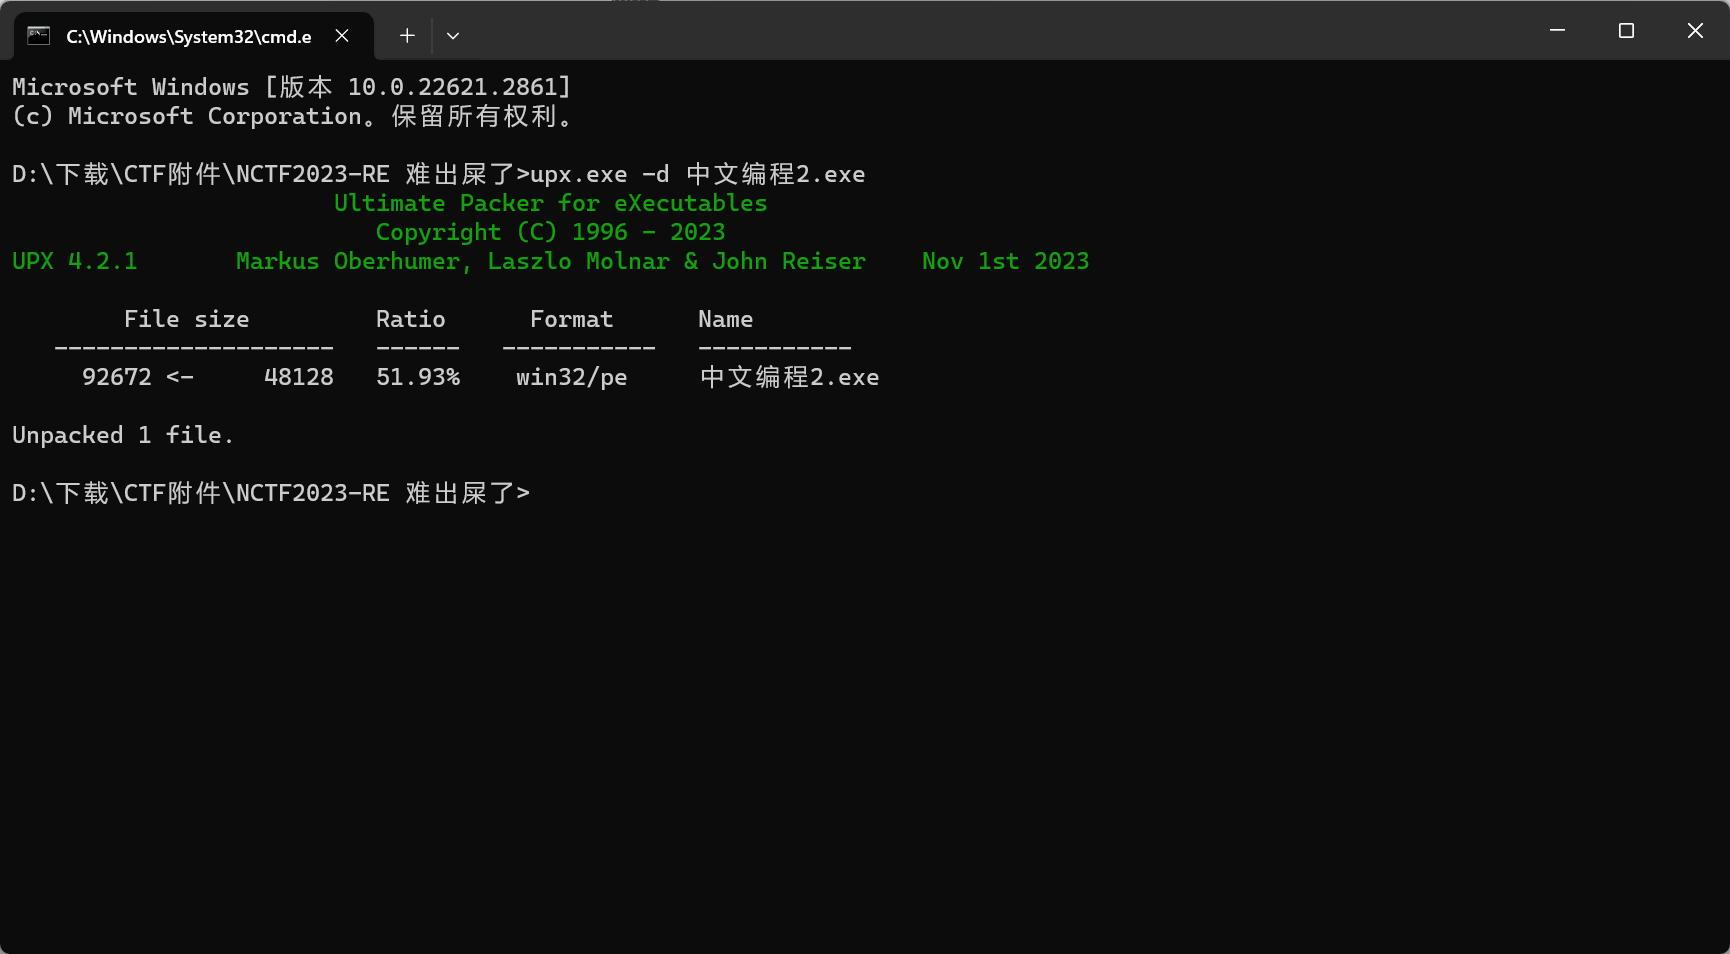 C:\Windows\System32\cmd.e
Microsoft Windows [版本 10.0.22621.2861]
(c) Microsoft Corporation。保留所有权利。
D:\下载\CTF附件\NCTF2023-RE 难出屎了>upx.exe -d 中文编程2.exe
Ultimate Packer for eXecutables
Copyright (C) 1996 - 2023
UPX 4.2.1 Markus Oberhumer, Laszlo Molnar & John Reiser Nov 1st 2023
File size Ratio Format Name
-------------------- ------ ----------- -----------
92672 <- 48128 51.93% win32/pe 中文编程2.exe
Unpacked 1 file.
D:\下载\CTF附件\NCTF2023-RE 难出屎了>